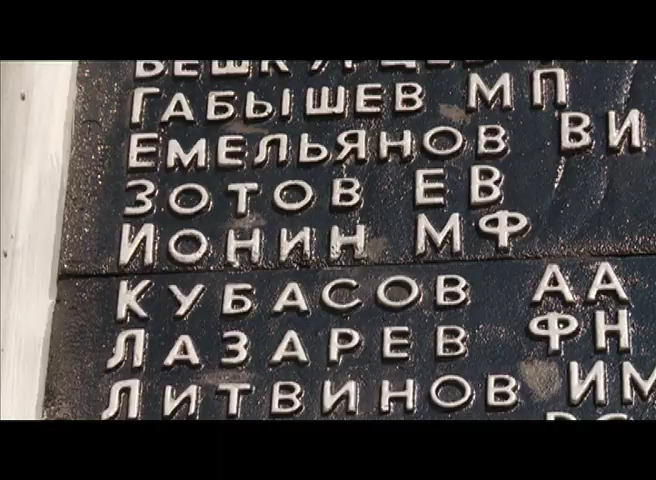 ГАБЫШЕВ МП
ЕМЕЛЬЯНОВ ВИ
ЗОТОВ ЕВ
ИОНИН МФ
КУБАСОВ АА
ЛАЗАРЕВ ФН
ЛИТВИНОВ ИМ